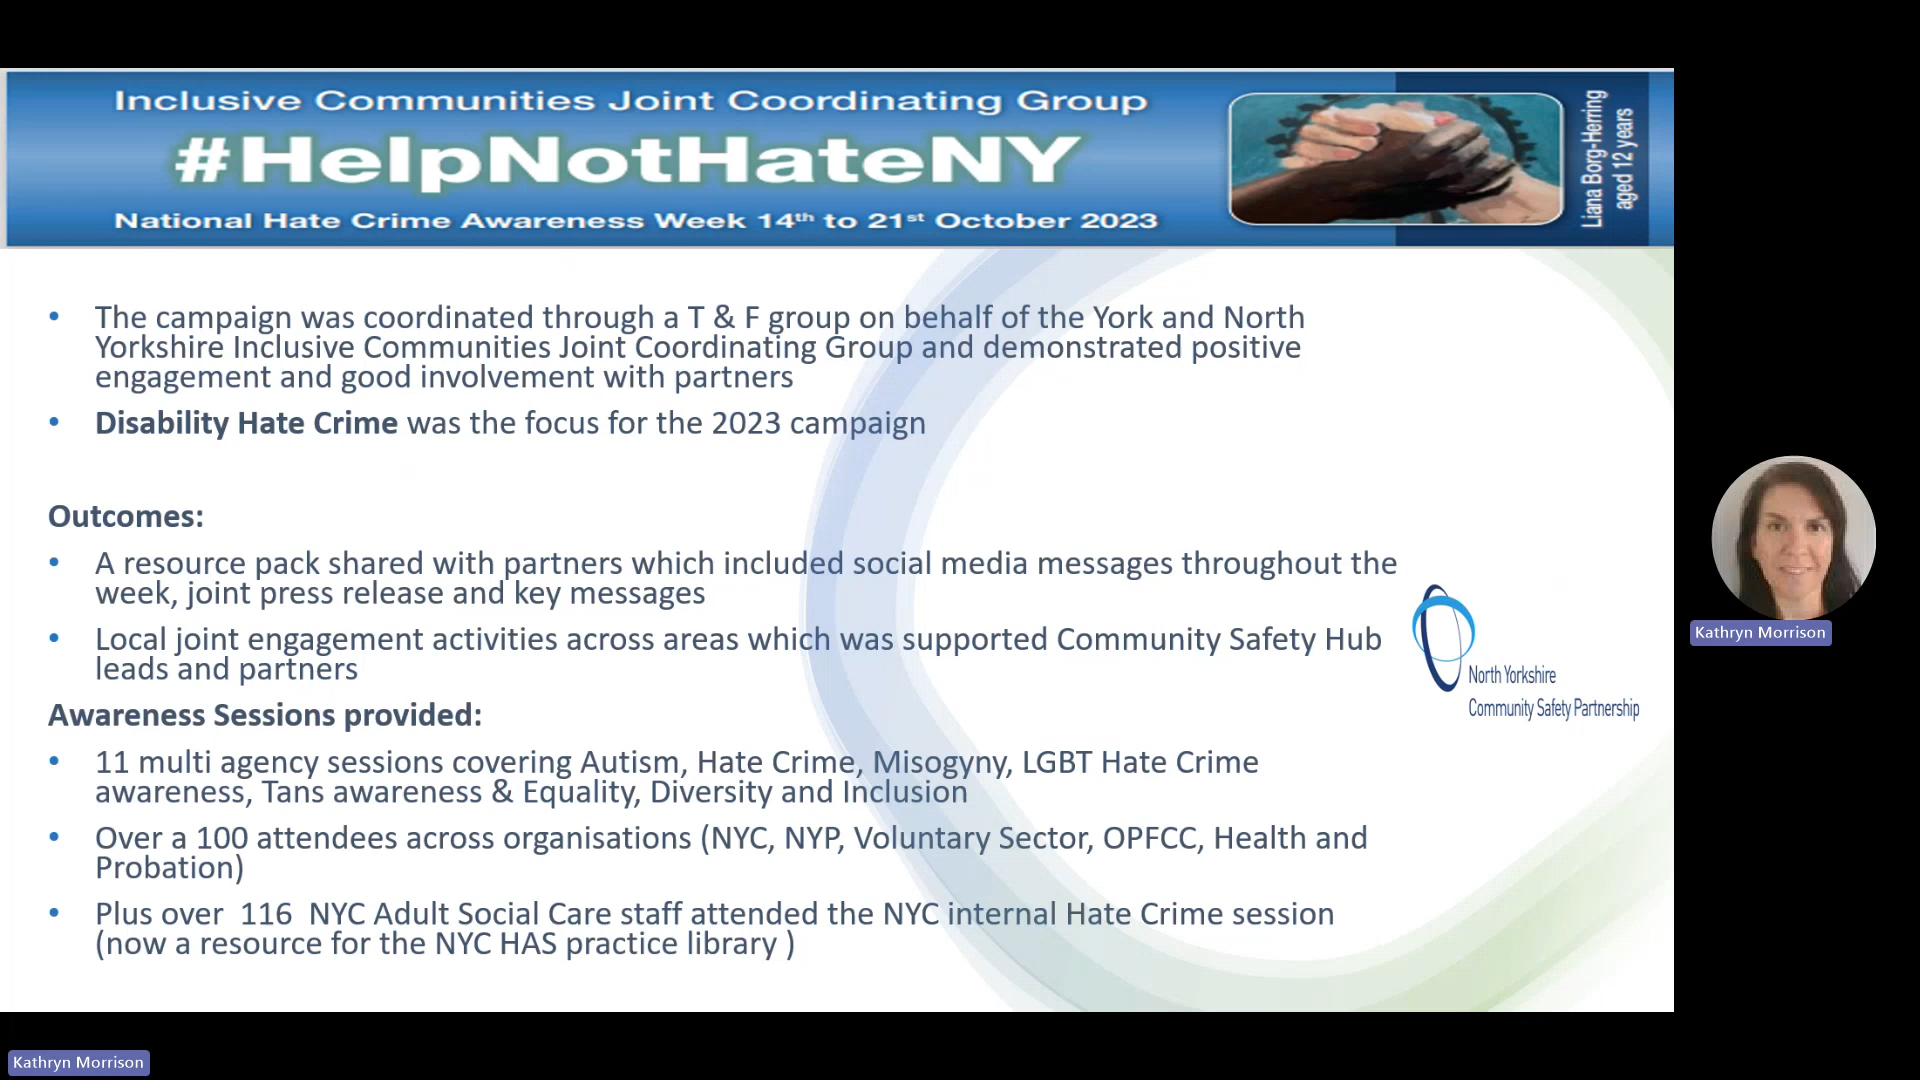 Inclusive Communities Joint Coordinating Group
#HelpNotHateNY
National Hate Crime Awareness Week 14th to 21st October 2023
Liana Borg-Herring
aged 12 years
• The campaign was coordinated through a T & F group on behalf of the York and North
Yorkshire Inclusive Communities Joint Coordinating Group and demonstrated positive
engagement and good involvement with partners
• Disability Hate Crime was the focus for the 2023 campaign
Outcomes:
• A resource pack shared with partners which included social media messages throughout the
week, joint press release and key messages
• Local joint engagement activities across areas which was supported Community Safety Hub
leads and partners
Awareness Sessions provided:
• 11 multi agency sessions covering Autism, Hate Crime, Misogyny, LGBT Hate Crime
awareness, Tans awareness & Equality, Diversity and Inclusion
• Over a 100 attendees across organisations (NYC, NYP, Voluntary Sector, OPFCC, Health and
Probation)
• Plus over  116  NYC Adult Social Care staff attended the NYC internal Hate Crime session
(now a resource for the NYC HAS practice library )
North Yorkshire
Community Safety Partnership
Kathryn Morrison
Kathryn Morrison